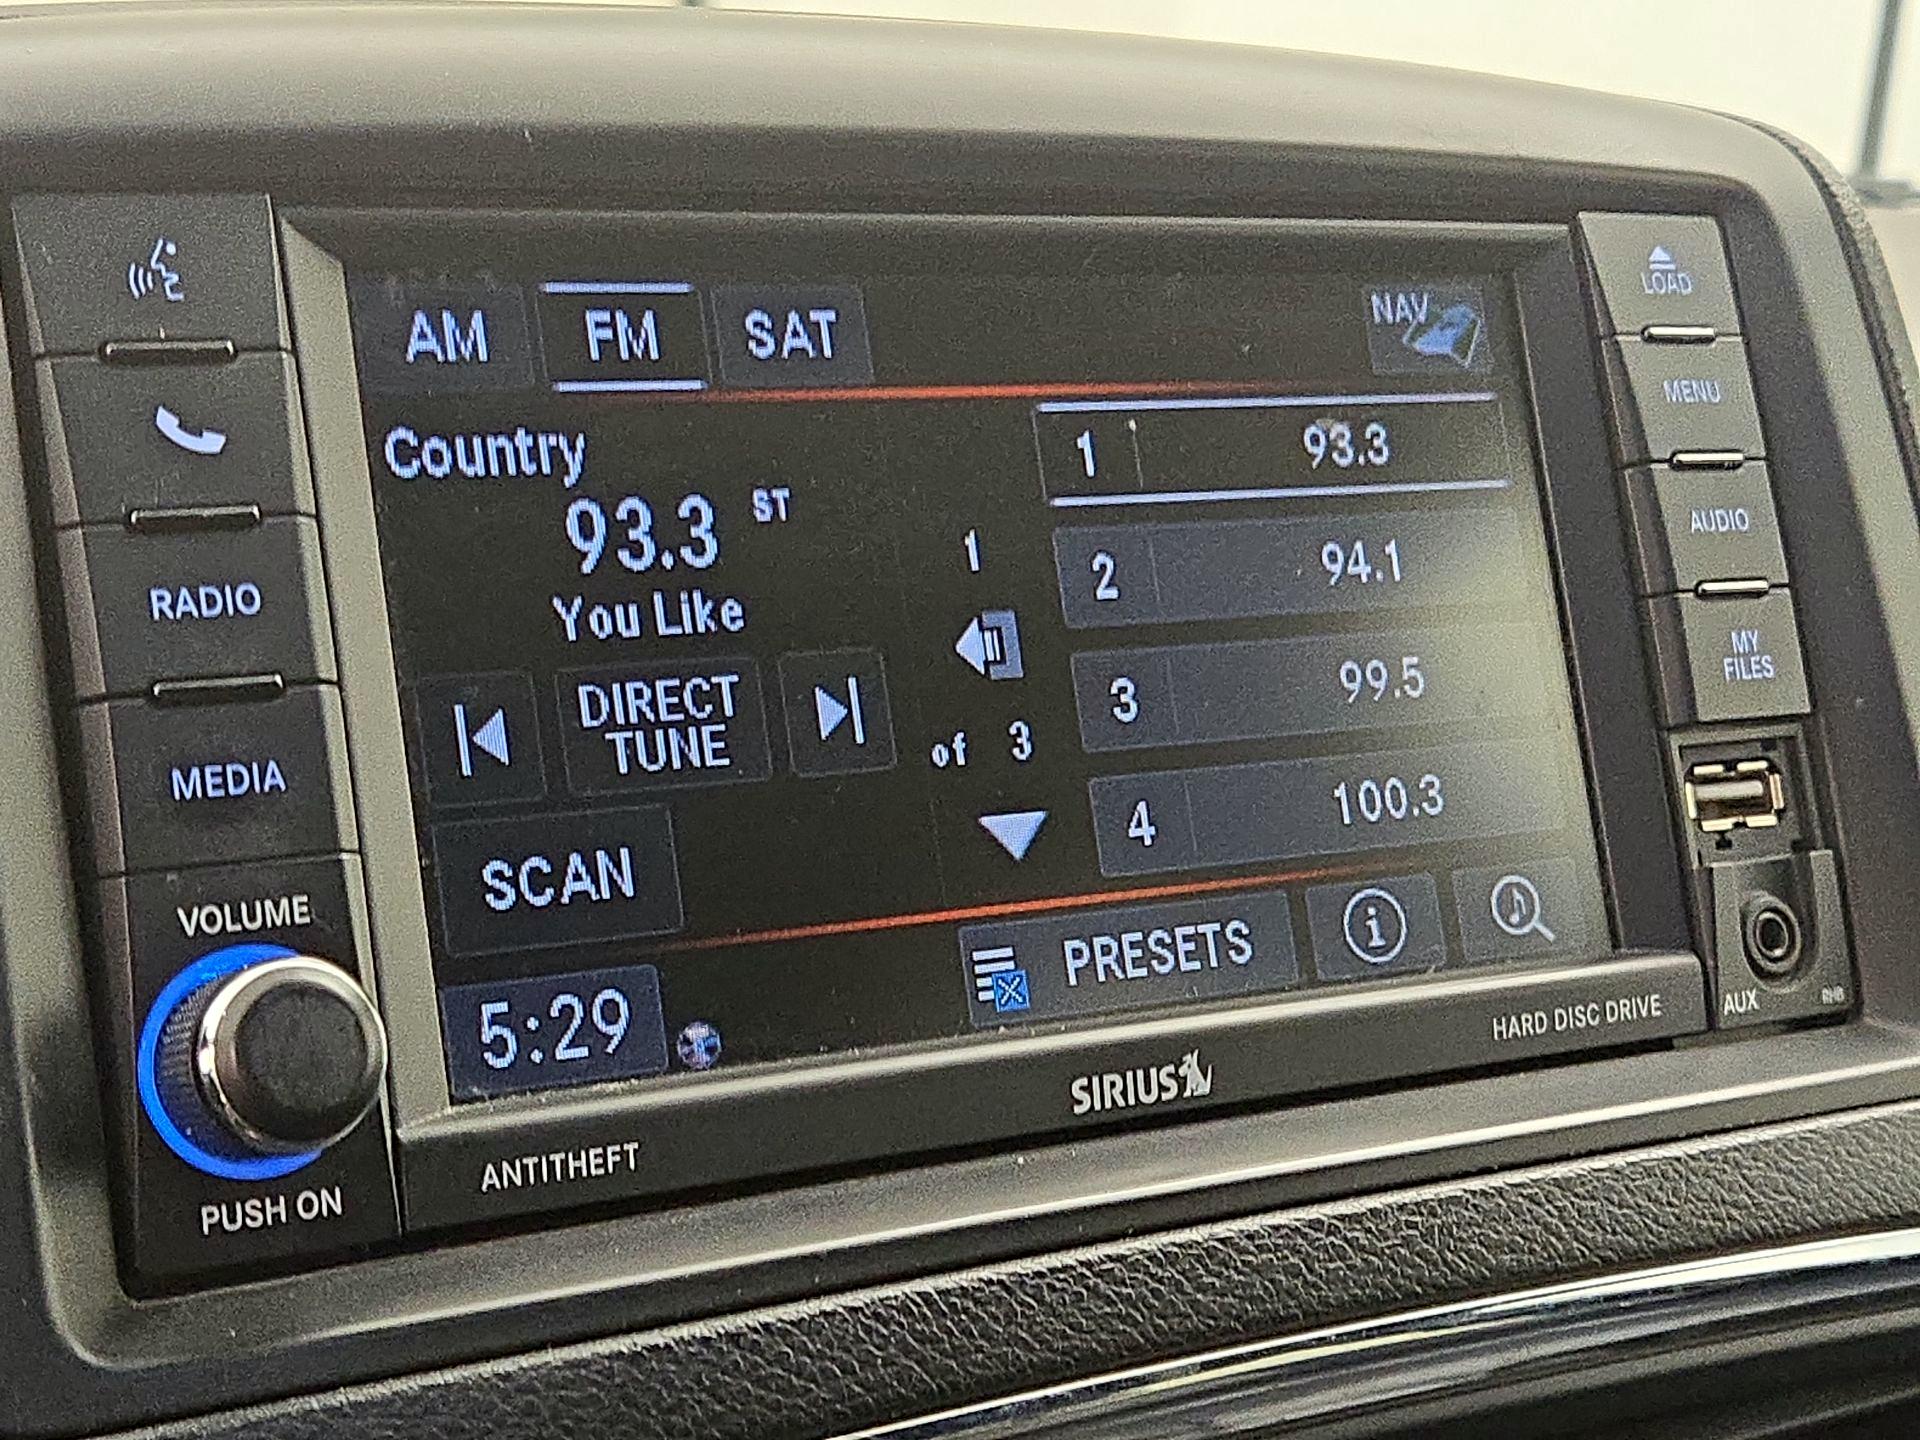 AM FM SAT
NAV
Country
93.3 ST
You Like
DIRECT
TUNE
SCAN
5:29
1
of 3
1 93.3
2 94.1
3 99.5
4 100.3
PRESETS
i
RADIO
MEDIA
VOLUME
PUSH ON
ANTITHEFT
SIRIUS
HARD DISC DRIVE
LOAD
MENU
AUDIO
MY
FILES
AUX